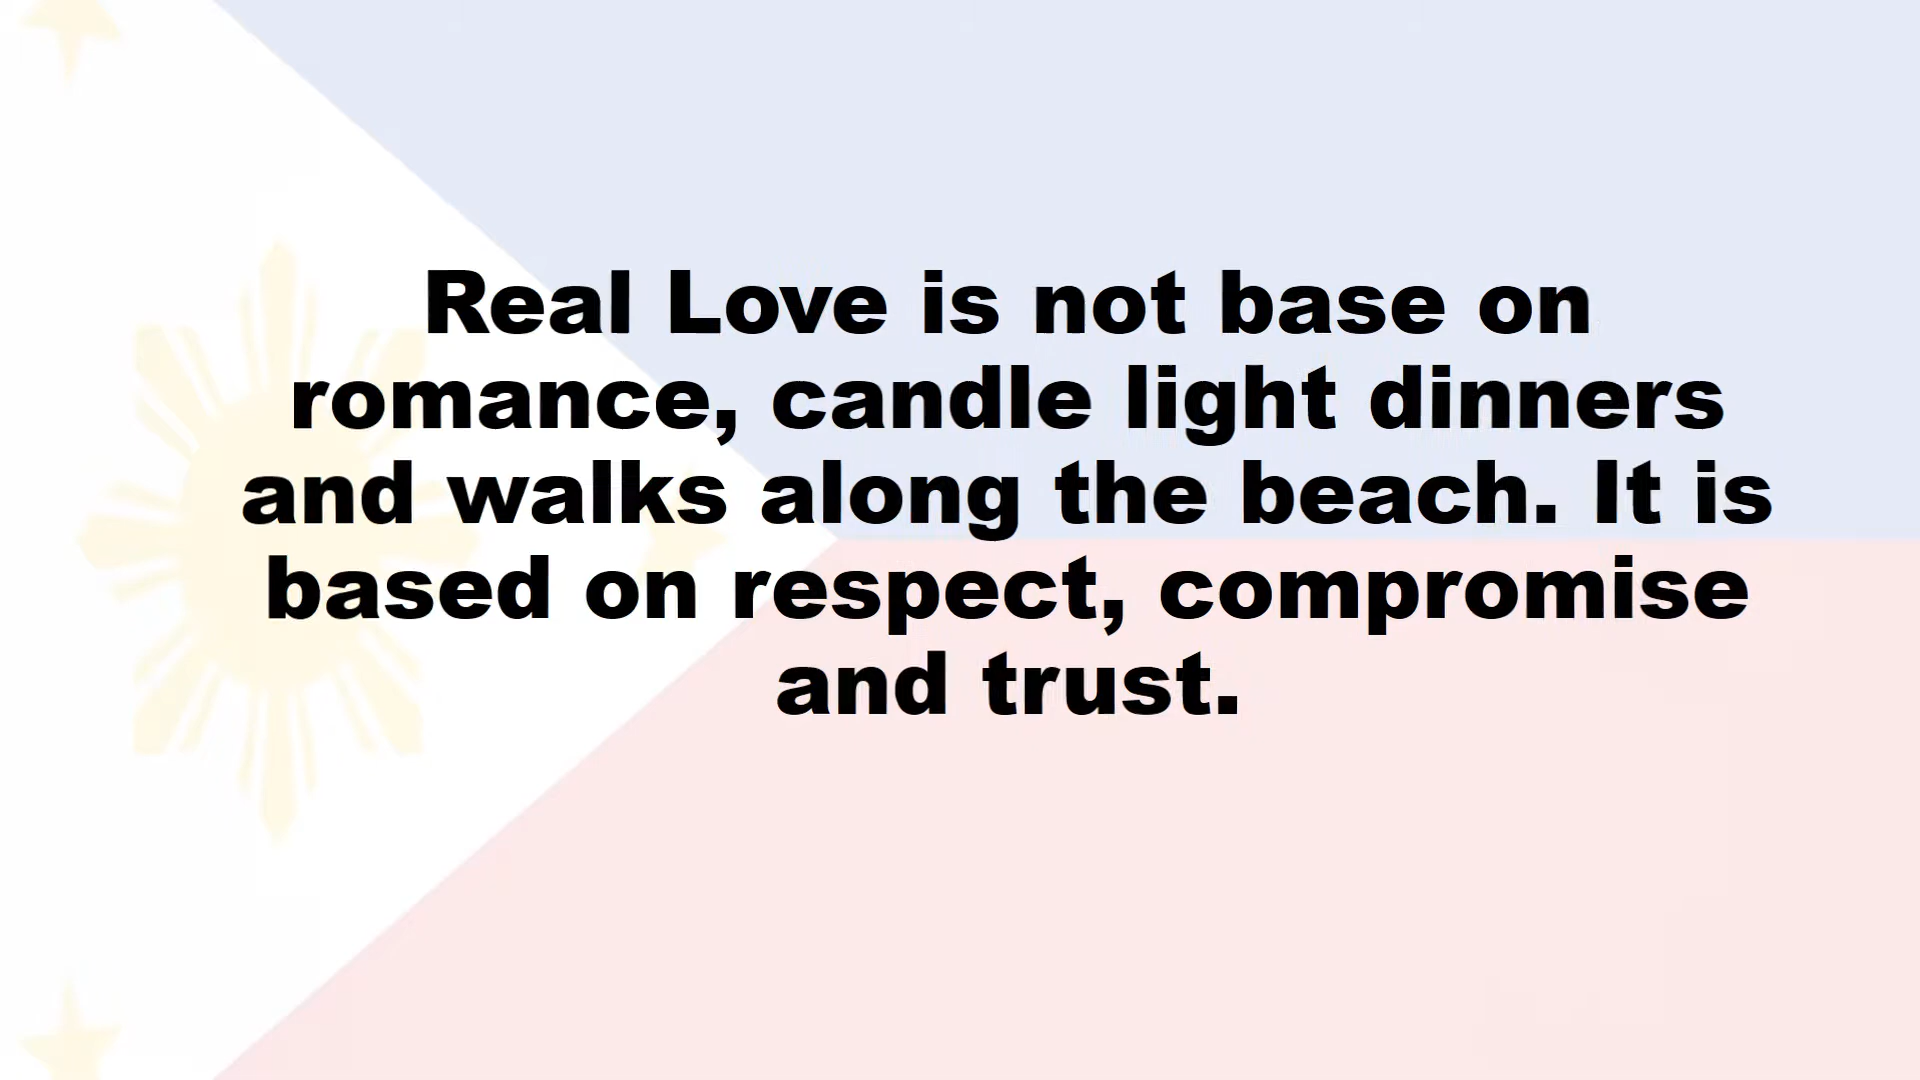 Real Love is not base on
romance, candle light dinners
and walks along the beach. It is
based on respect, compromise
and trust.